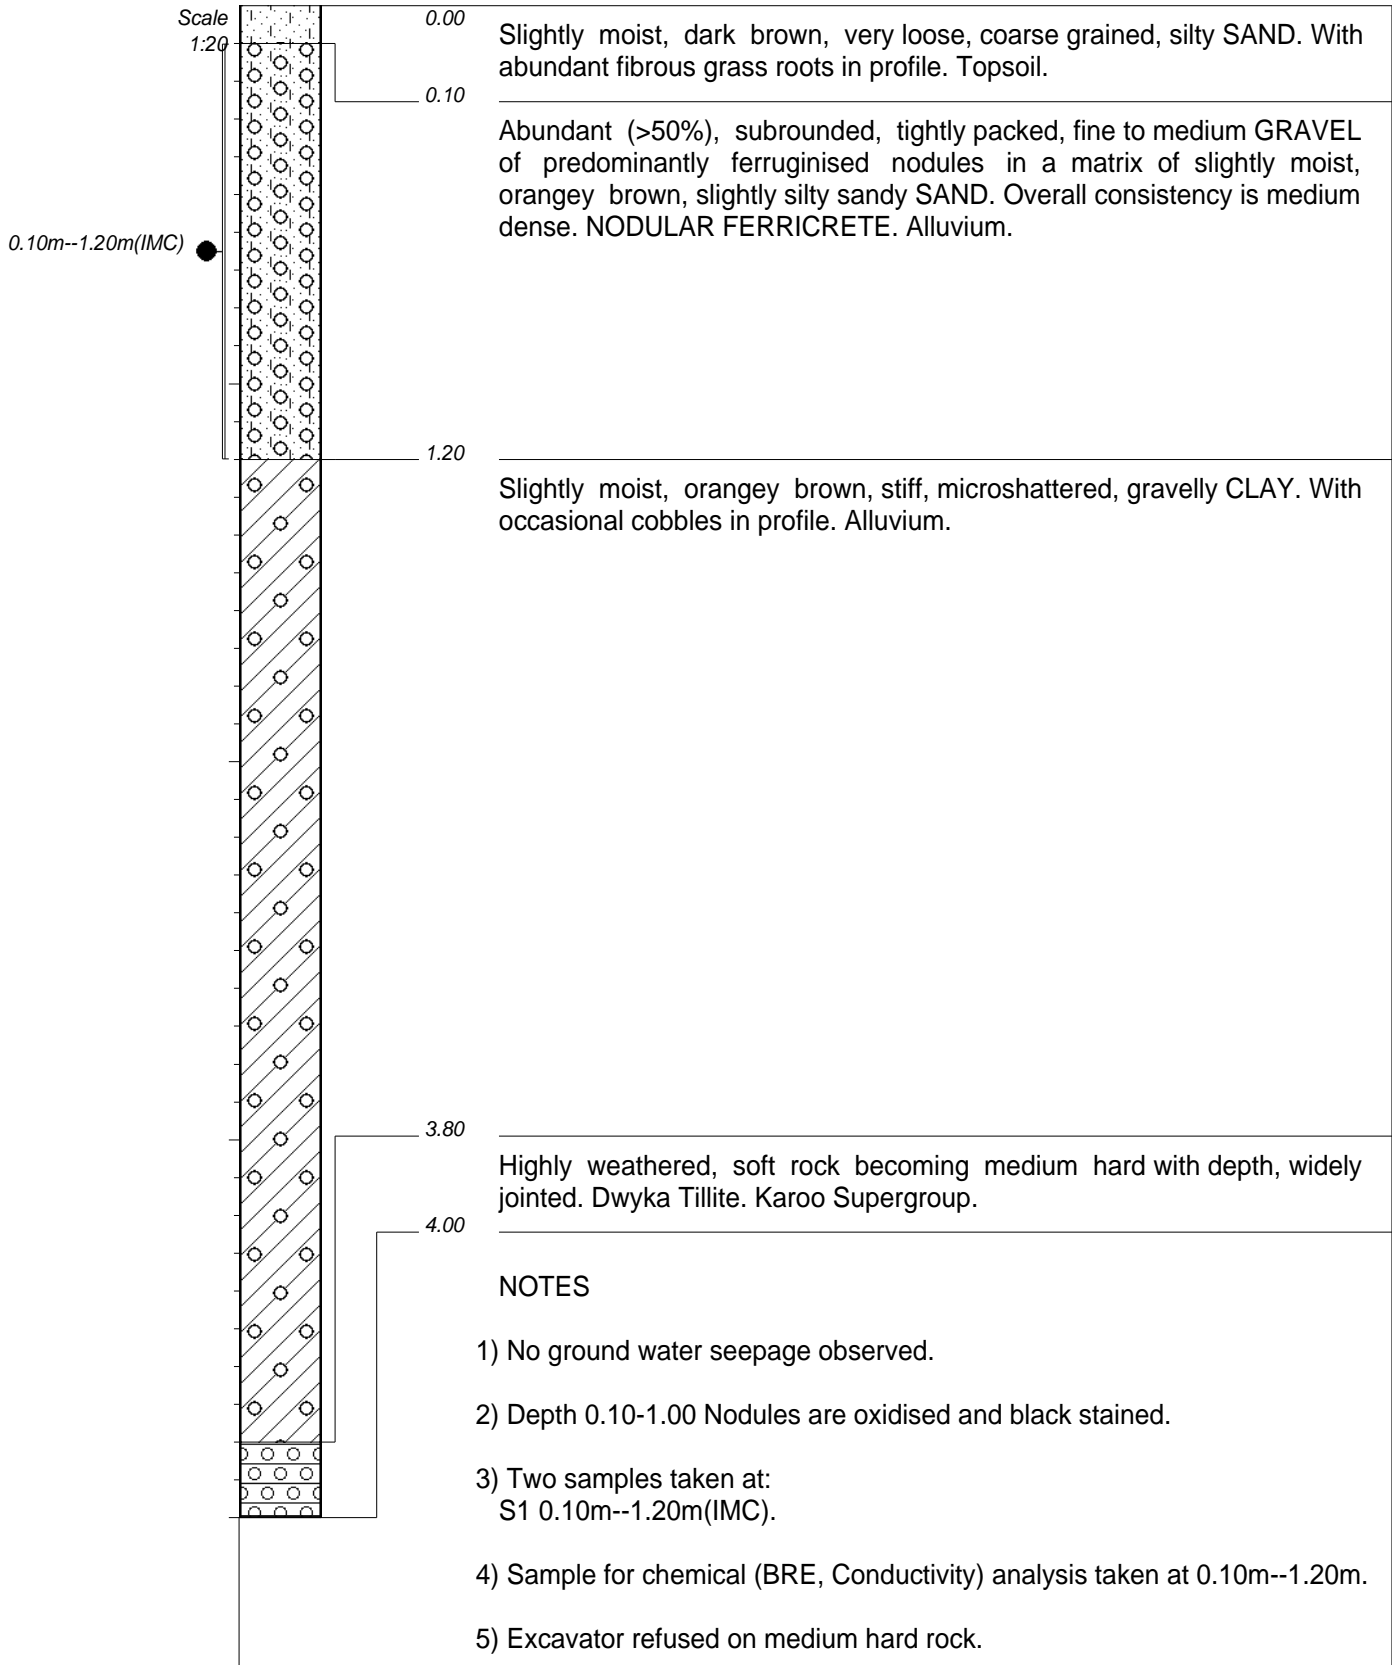 Scale
1:20
0.00
Slightly moist, dark brown, very loose, coarse grained, silty SAND. With
abundant fibrous grass roots in profile. Topsoil.
0.10
Abundant (>50%), subrounded, tightly packed, fine to medium GRAVEL
of predominantly ferruginised nodules in a matrix of slightly moist,
orangey brown, slightly silty sandy SAND. Overall consistency is medium
dense. NODULAR FERRICRETE. Alluvium.
0.10m--1.20m(IMC)
1.20
Slightly moist, orangey brown, stiff, microshattered, gravelly CLAY. With
occasional cobbles in profile. Alluvium.
3.80
Highly weathered, soft rock becoming medium hard with depth, widely
jointed. Dwyka Tillite. Karoo Supergroup.
4.00
NOTES
1) No ground water seepage observed.
2) Depth 0.10-1.00 Nodules are oxidised and black stained.
3) Two samples taken at:
S1 0.10m--1.20m(IMC).
4) Sample for chemical (BRE, Conductivity) analysis taken at 0.10m--1.20m.
5) Excavator refused on medium hard rock.